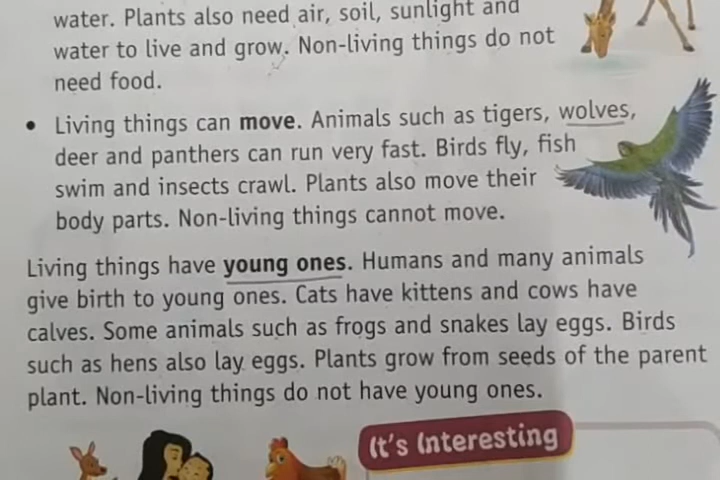 water. Plants also need air, soil, sunlight and
water to live and grow. Non-living things do not
need food.
• Living things can move. Animals such as tigers, wolves,
deer and panthers can run very fast. Birds fly, fish
swim and insects crawl. Plants also move their
body parts. Non-living things cannot move.
Living things have young ones. Humans and many animals
give birth to young ones. Cats have kittens and cows have
calves. Some animals such as frogs and snakes lay eggs. Birds
such as hens also lay eggs. Plants grow from seeds of the parent
plant. Non-living things do not have young ones.
It's Interesting